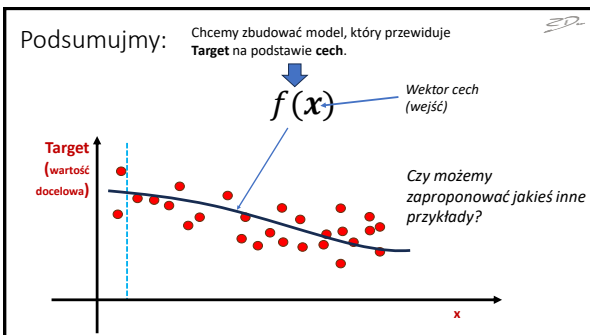 Podsumujmy:
Chcemy zbudować model, który przewiduje
Target na podstawie cech.
f(x)
Wektor cech
(wejść)
Target
(wartość
docelowa)
Czy możemy
zaproponować jakieś inne
przykłady?
x